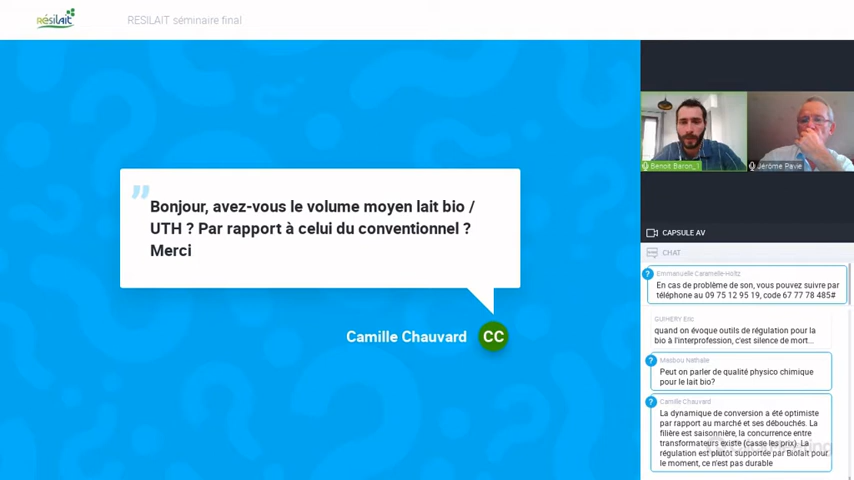 RÉSILAIT
RESILAIT séminaire final
Bonjour, avez-vous le volume moyen lait bio /
UTH ? Par rapport à celui du conventionnel ?
Merci
Camille Chauvard
CC
Benoit Baron_1
Jérôme Pavie
CAPSULE AV
CHAT
Emmanuelle Caramelle-Holtz
En cas de problème de son, vous pouvez suivre par
téléphone au 09 75 12 95 19, code 67 77 78 485#
GUIHERY Eric
quand on évoque outils de régulation pour la
bio à l'interprofession, c'est silence de mort...
Masbou Nathalie
Peut on parler de qualité physico chimique
pour le lait bio?
Camille Chauvard
La dynamique de conversion a été optimiste
par rapport au marché et ses débouchés. La
filière est saisonnière, la concurrence entre
transformateurs existe (casse les prix). La
régulation est plutôt supportée par Biolait pour
le moment, ce n'est pas durable